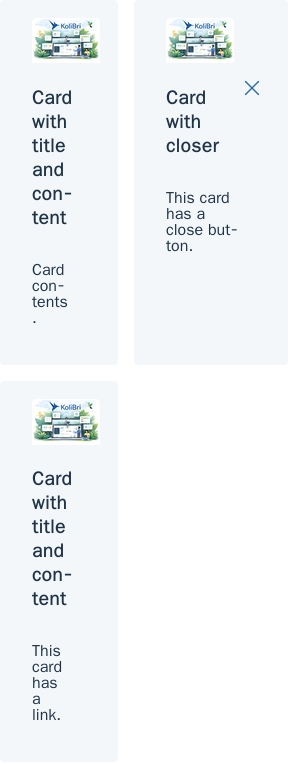 KoliBri
Card
with
title
and
con-
tent
Card
con-
tents
.
KoliBri
Card
with
closer
This card
has a
close but-
ton.
KoliBri
Card
with
title
and
con-
tent
This
card
has
a
link.